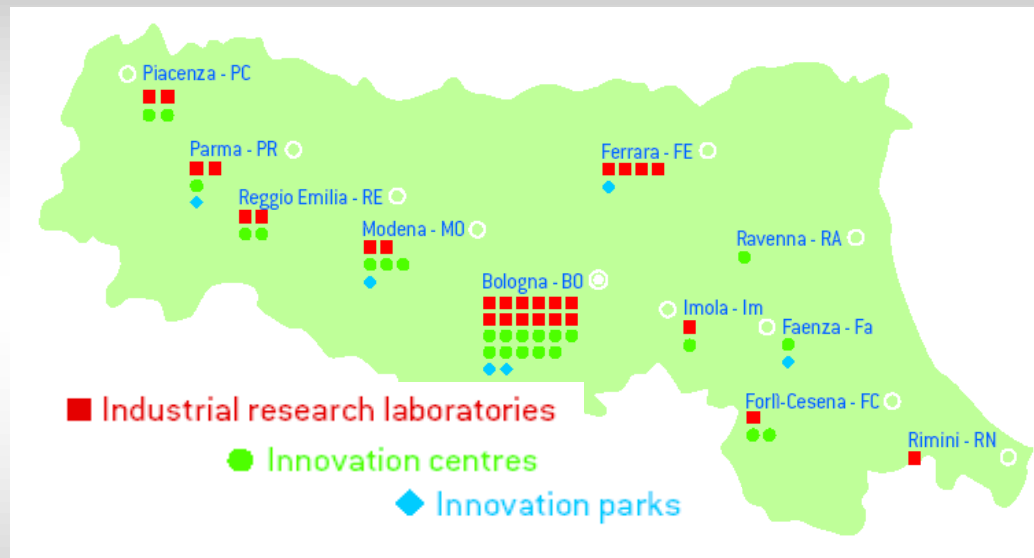 Piacenza - PC
Parma - PR
Ferrara - FE
Reggio Emilia - RE
Modena - MO
Ravenna - RA
Bologna - BO
Imola - Im
Faenza - Fa
Forlì-Cesena - FC
Industrial research laboratories
Rimini - RN
Innovation centres
Innovation parks